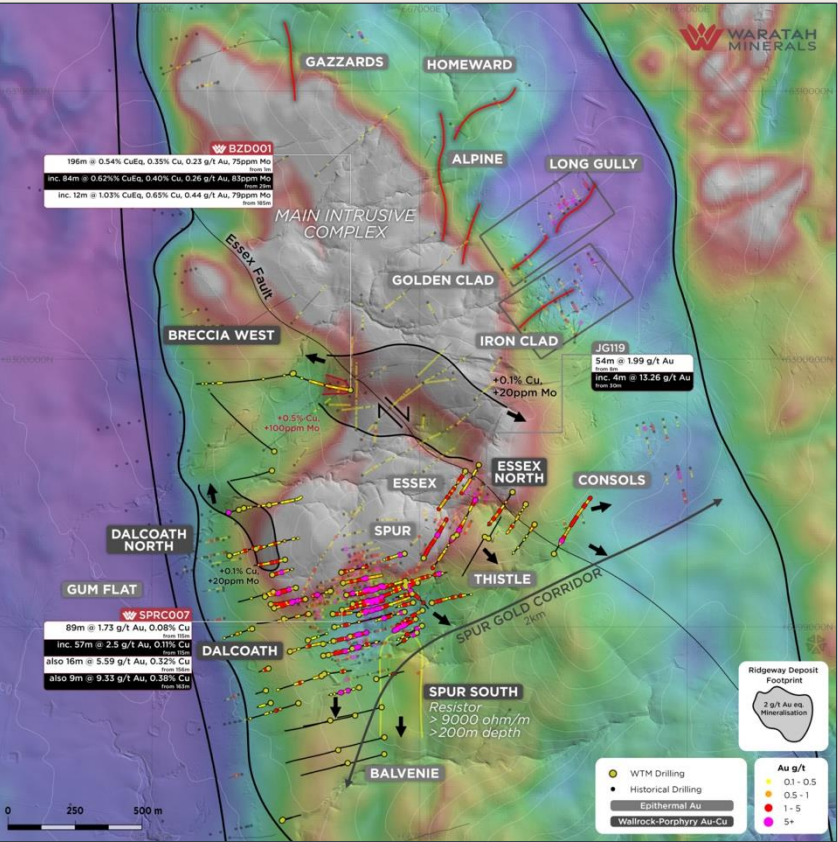 WARATAH
MINERALS
GAZZARDS
HOMEWARD
ALPINE
LONG GULLY
BZD001
196m @ 0.54% CuEq, 0.35% Cu, 0.23 g/t Au, 75ppm Mo
from 1m
inc. 84m @ 0.62%% CuEq, 0.40% Cu, 0.26 g/t Au, 83ppm Mo
from 29m
inc. 12m @ 1.03% CuEq, 0.65% Cu, 0.44 g/t Au, 79ppm Mo
from 185m
MAIN INTRUSIVE
COMPLEX
Essex Fault
GOLDEN CLAD
IRON CLAD
BRECCIA WEST
JG119
54m @ 1.99 g/t Au
from 8m
inc. 4m @ 13.26 g/t Au
from 30m
+0.1% Cu,
+20ppm Mo
+0.5% Cu,
+100ppm Mo
ESSEX
ESSEX
NORTH
CONSOLS
SPUR
DALCOATH
NORTH
+0.1% Cu,
+20ppm Mo
THISTLE
GUM FLAT
SPUR GOLD CORRIDOR
2km
SPRC007
89m @ 1.73 g/t Au, 0.08% Cu
from 115m
inc. 57m @ 2.5 g/t Au, 0.11% Cu
from 115m
also 16m @ 5.59 g/t Au, 0.32% Cu
from 156m
also 9m @ 9.33 g/t Au, 0.38% Cu
from 163m
DALCOATH
SPUR SOUTH
Resistor
> 9000 ohm/m
>200m depth
BALVENIE
Ridgeway Deposit
Footprint
2 g/t Au eq.
Mineralisation
WTM Drilling
Historical Drilling
Epithermal Au
Wallrock-Porphyry Au-Cu
Au g/t
0.1 - 0.5
0.5 - 1
1 - 5
5+
0 250 500 m